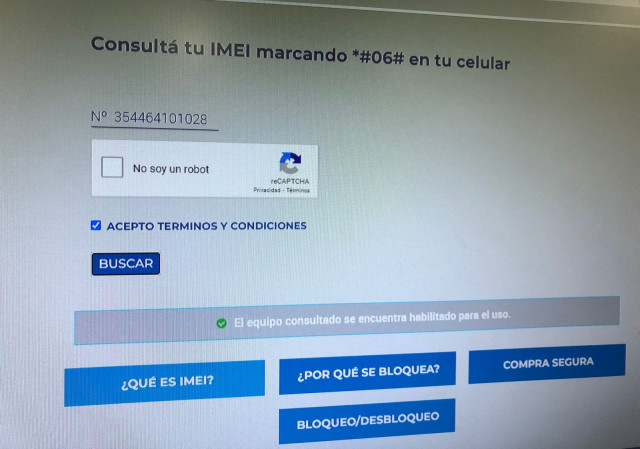 Consultá tu IMEI marcando *#06# en tu celular
Nº 354464101028
No soy un robot
reCAPTCHA
Privacidad - Términos
ACEPTO TERMINOS Y CONDICIONES
BUSCAR
El equipo consultado se encuentra habilitado para el uso.
¿QUÉ ES IMEI?
¿POR QUÉ SE BLOQUEA?
COMPRA SEGURA
BLOQUEO/DESBLOQUEO